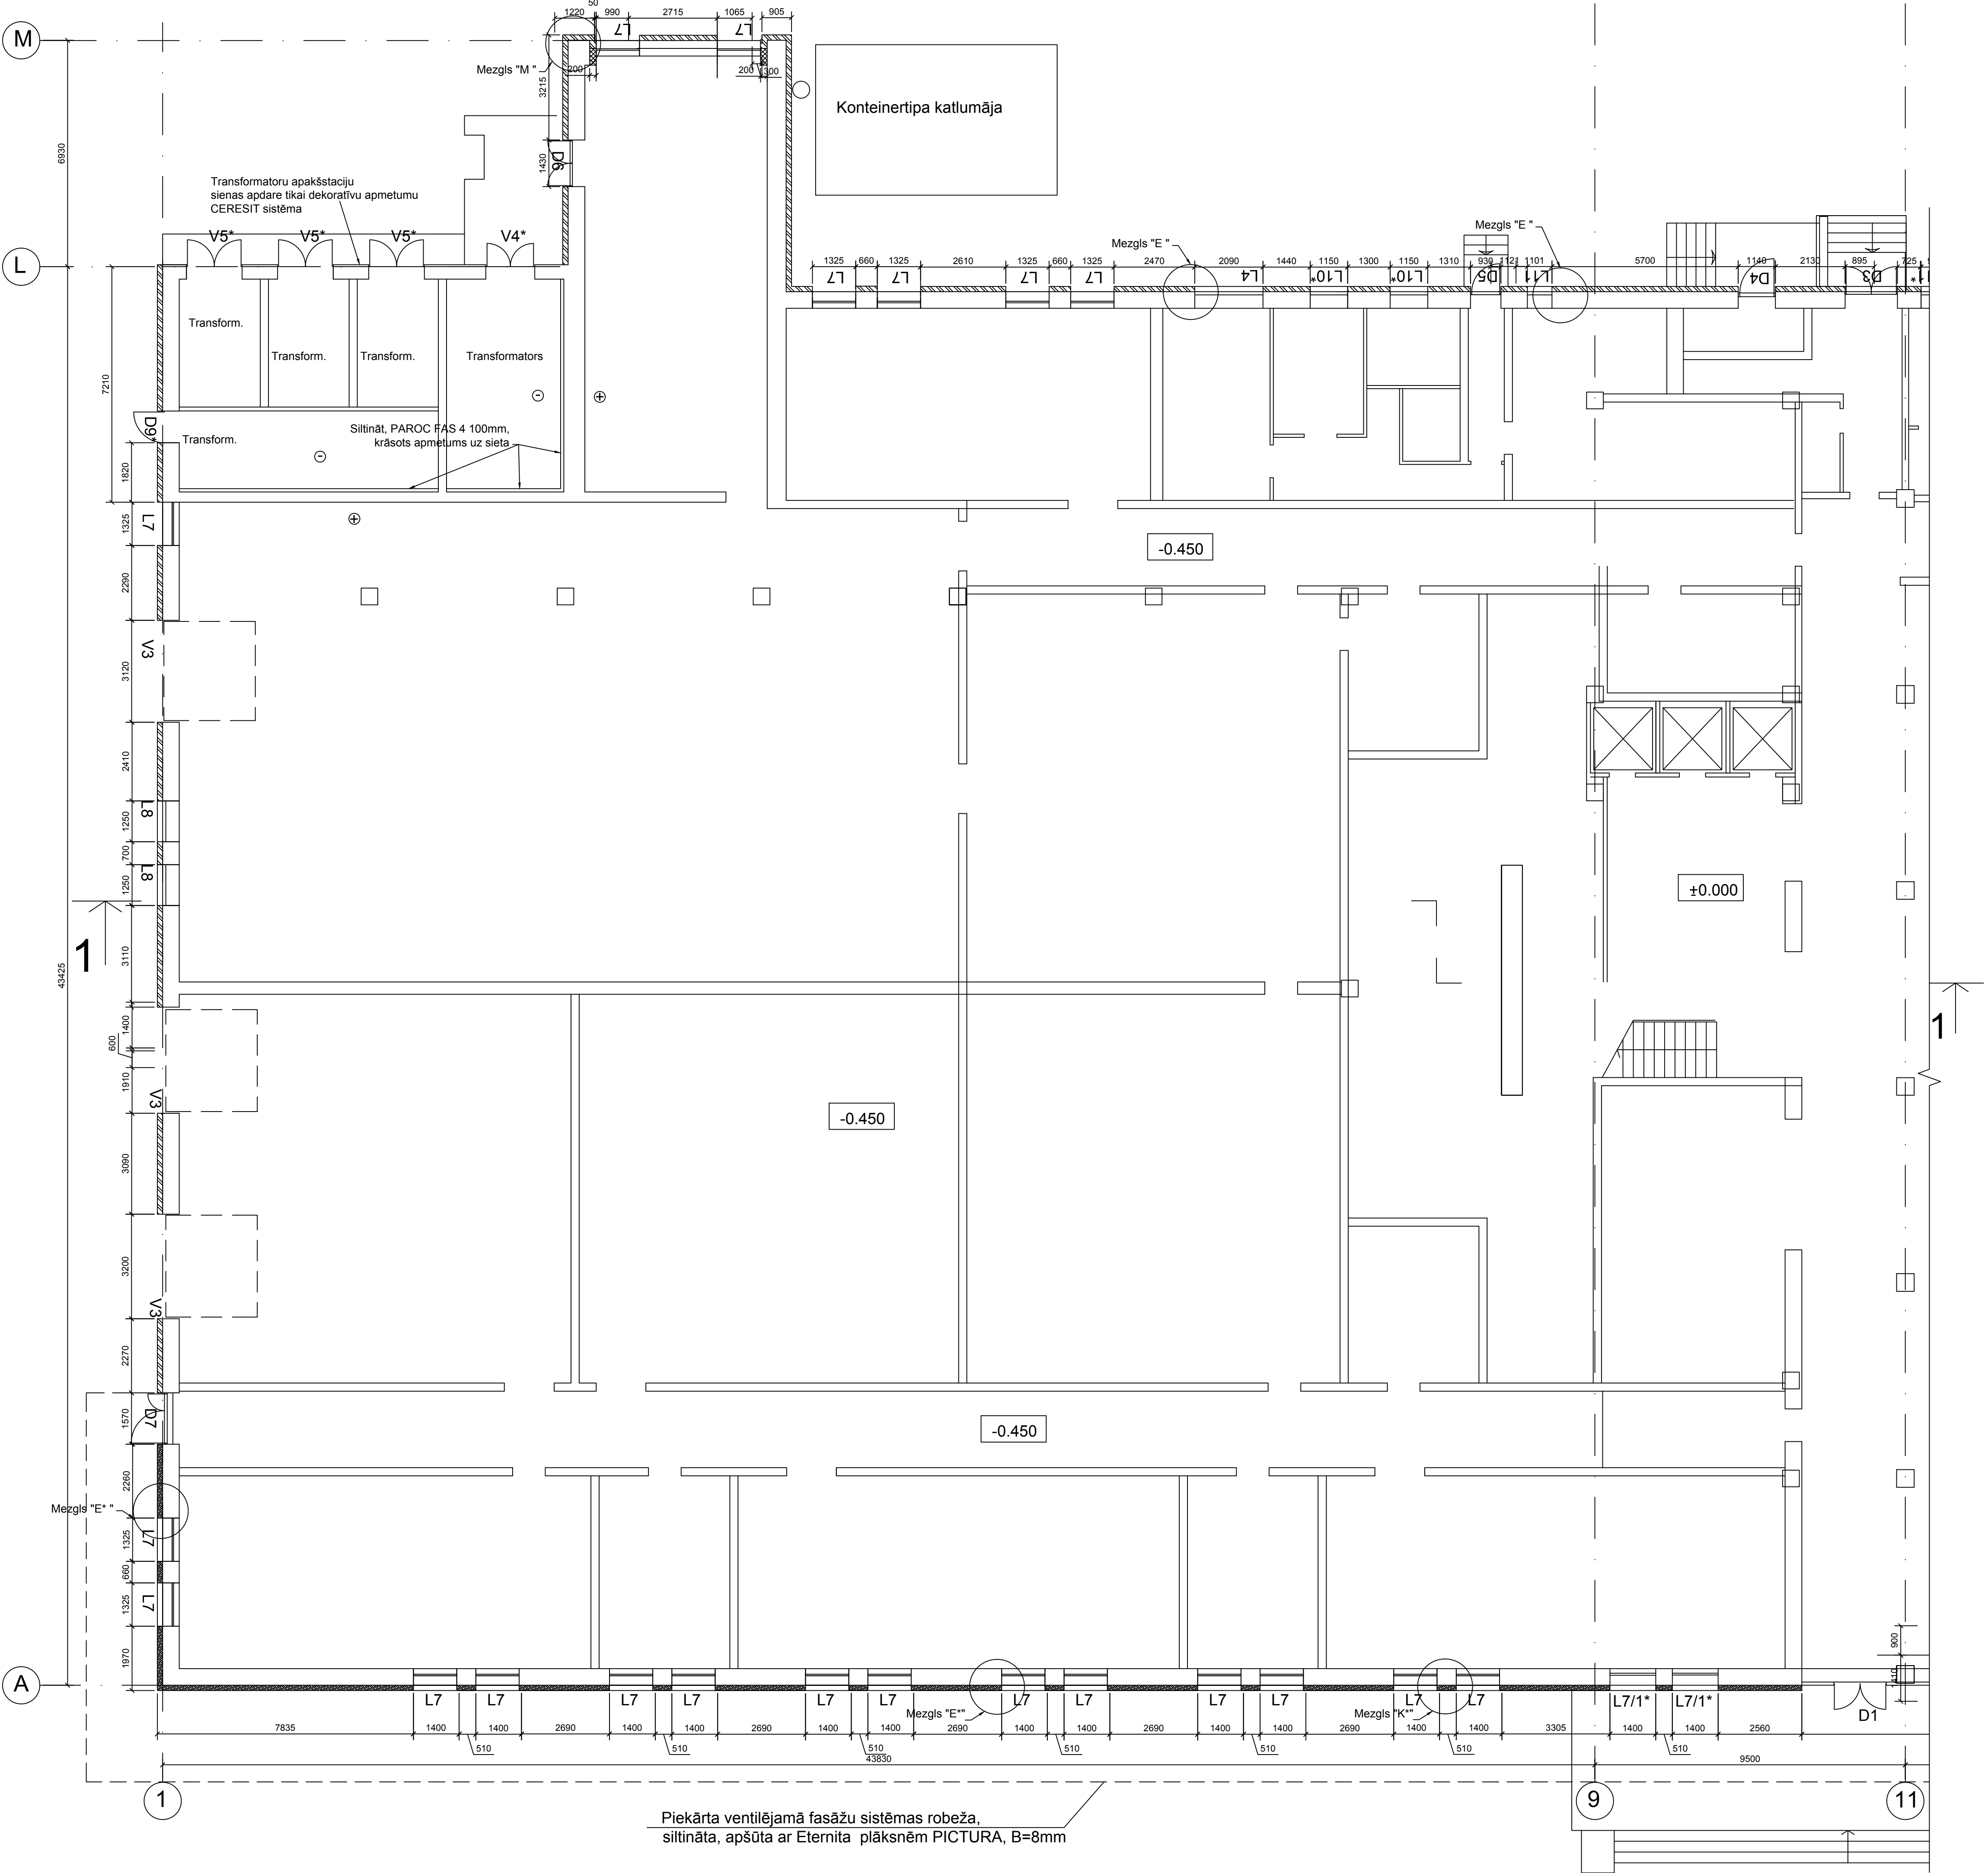 50
1220
990
2715
1065
905
L7
L7
M
Mezgls "M "
200
200
300
3215
Konteinertipa katlumāja
6930
1430
D6
Transformatoru apakšstaciju
sienas apdare tikai dekoratīvu apmetumu
CERESIT sistēma
V5*
V5*
V5*
V4*
Mezgls "E "
Mezgls "E "
L
1325
660
1325
2610
1325
660
1325
2470
2090
1440
1150
1300
1150
1310
930
1121
1101
5700
1140
2130
895
725
L7
L7
L7
L7
L4
L10*
L10*
D5
L11
D4
D3
Transform.
Transform.
Transform.
Transformators
7210
D9*
Transform.
Siltināt, PAROC FAS 4 100mm,
krāsots apmetums uz sieta
1820
1325
L7
-0.450
2290
3120
V3
2410
1250
L8
700
1250
L8
±0.000
1
3110
43425
1
1400
600
1910
V3
-0.450
3090
3200
V3
2270
1570
D7
-0.450
2260
Mezgls "E* "
1325
L7
660
1325
L7
1970
900
410
A
L7
L7
L7
L7
L7
L7
L7
L7
L7
L7
L7
L7
L7/1*
L7/1*
D1
Mezgls "E*"
Mezgls "K*"
7835
1400
1400
2690
1400
1400
2690
1400
1400
2690
1400
1400
2690
1400
1400
2690
1400
1400
3305
1400
1400
2560
510
510
510
510
510
510
510
43830
9500
1
9
11
Piekārta ventilējamā fasāžu sistēmas robeža,
siltināta, apšūta ar Eternita plāksnēm PICTURA, B=8mm